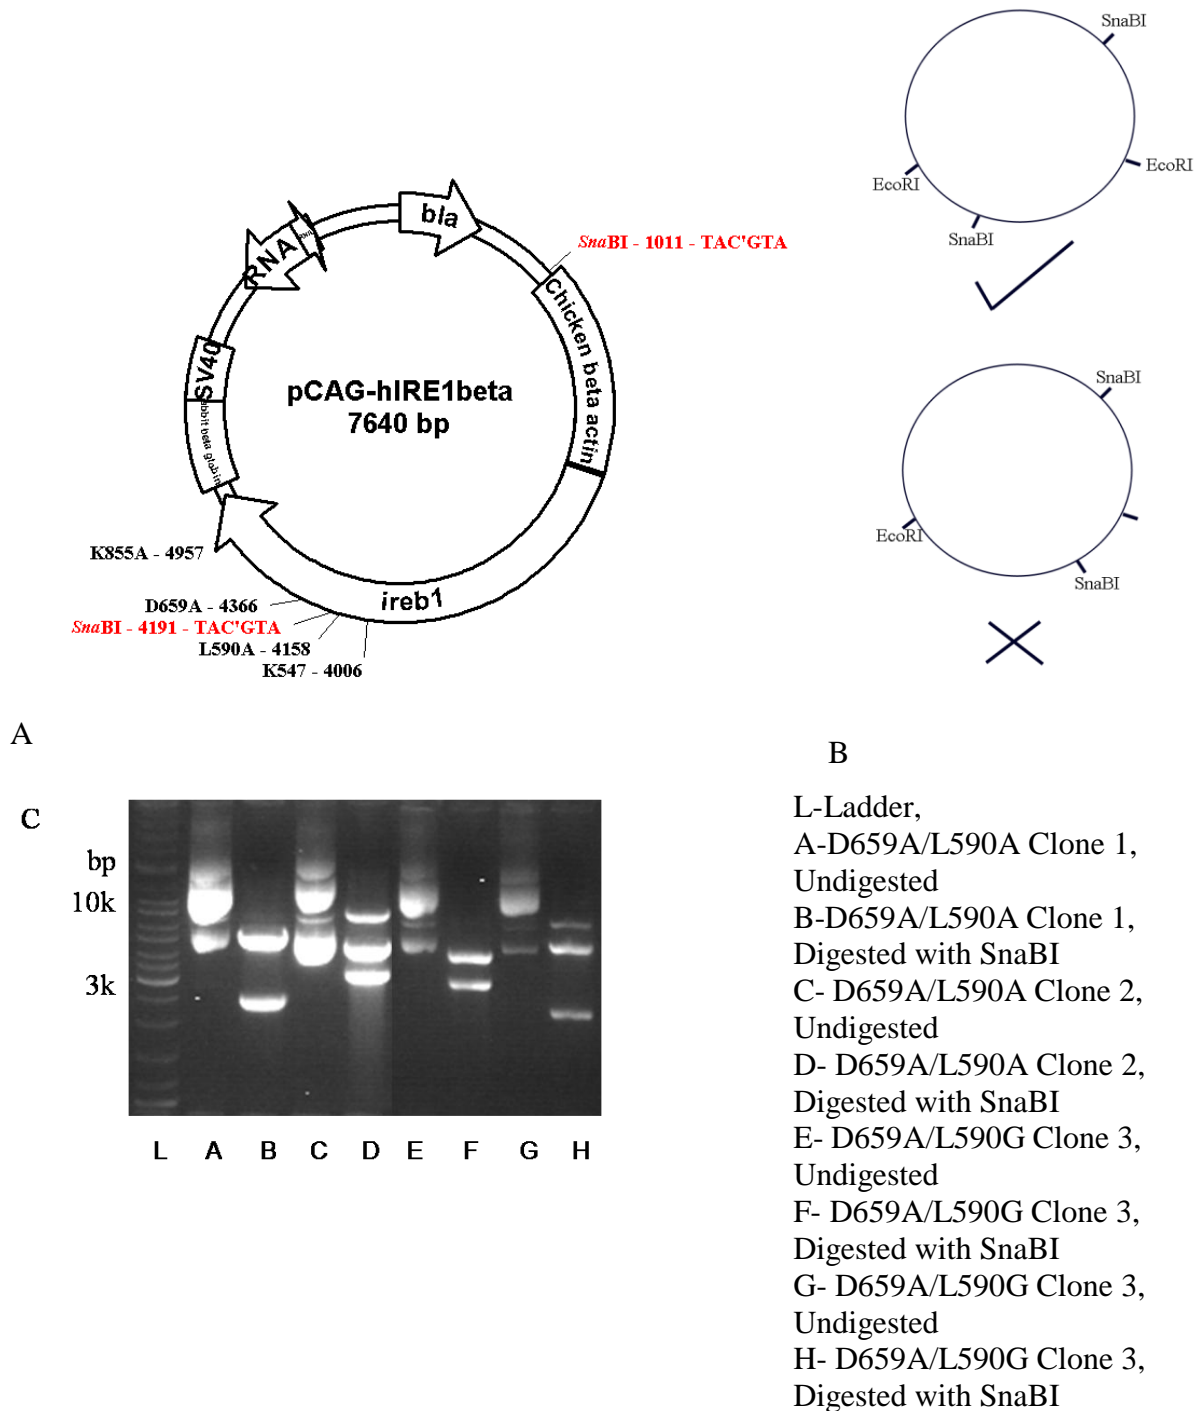 SnaBI
EcoRI
EcoRI
SnaBI
bla
SnaBI - 1011 - TAC'GTA
RNA
Chicken beta actin
SV40
pCAG-hIRE1beta
7640 bp
SnaBI
EcoRI
SnaBI
K855A - 4957
ireb1
D659A - 4366
SnaBI - 4191 - TAC'GTA
L590A - 4158
K547 - 4006
A
B
C
bp
10k
3k
L A B C D E F G H
L-Ladder,
A-D659A/L590A Clone 1,
Undigested
B-D659A/L590A Clone 1,
Digested with SnaBI
C- D659A/L590A Clone 2,
Undigested
D- D659A/L590A Clone 2,
Digested with SnaBI
E- D659A/L590G Clone 3,
Undigested
F- D659A/L590G Clone 3,
Digested with SnaBI
G- D659A/L590G Clone 3,
Undigested
H- D659A/L590G Clone 3,
Digested with SnaBI